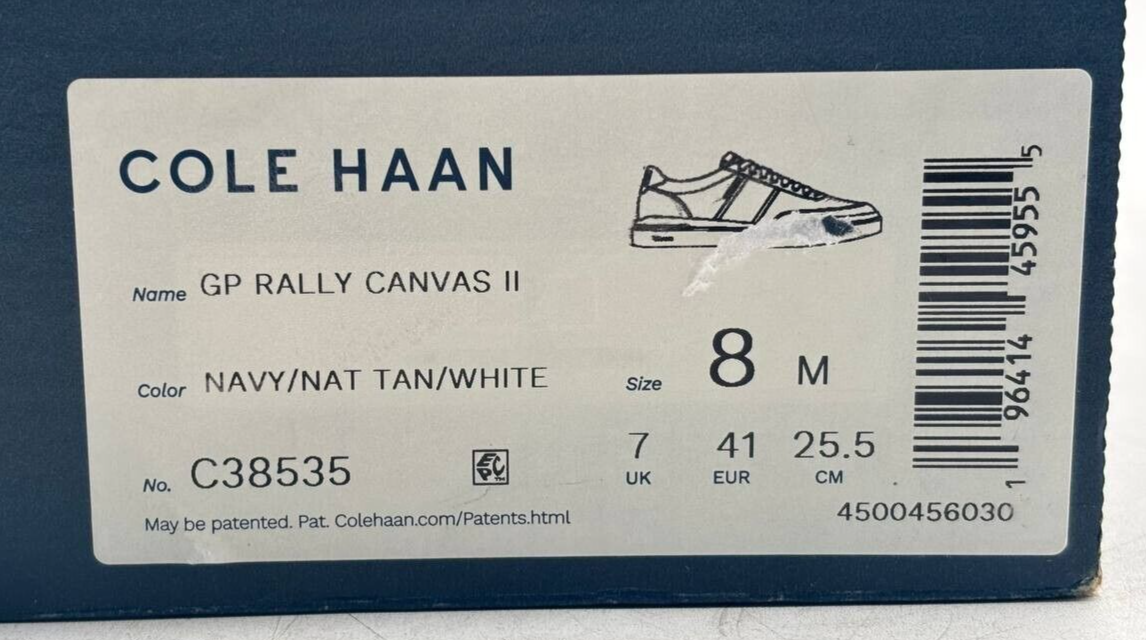 COLE HAAN
Name GP RALLY CANVAS II
Color NAVY/NAT TAN/WHITE
Size 8 M
No. C38535
EPC™
7 41 25.5
UK EUR CM
May be patented. Pat. Colehaan.com/Patents.html
4500456030
1 96414 45955 5